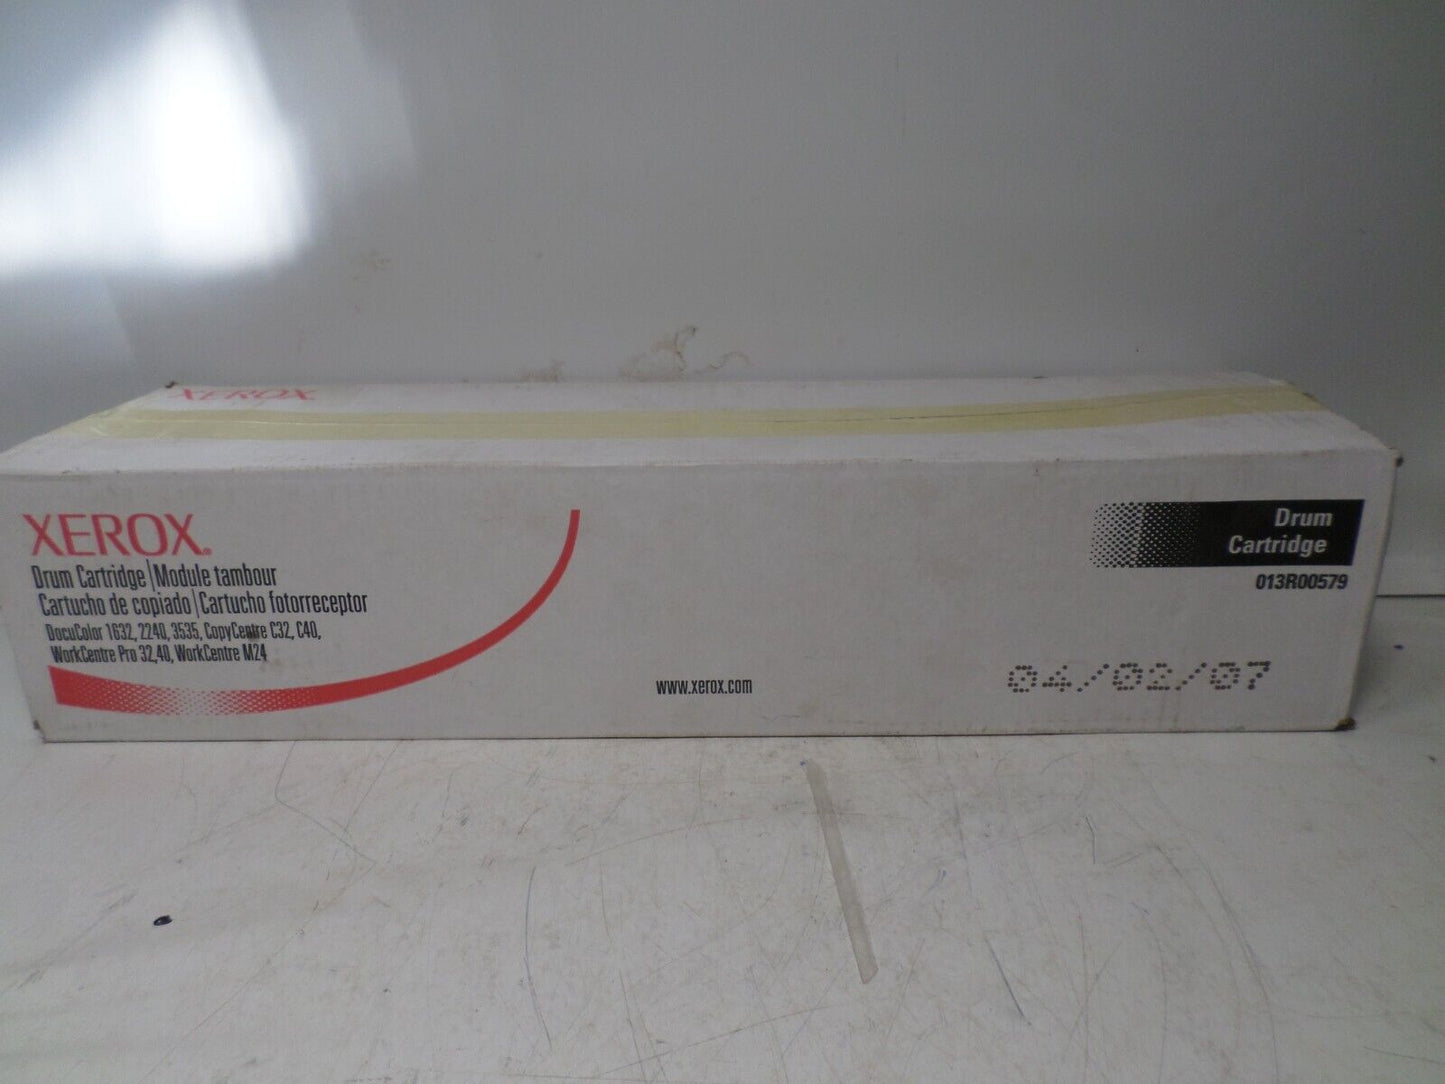 XEROX
XEROX®
Drum Cartridge | Module tambour
Cartucho de copiado | Cartucho fotorreceptor
DocuColor 1632, 2240, 3535, CopyCentre C32, C40,
WorkCentre Pro 32,40, WorkCentre M24
www.xerox.com
Drum
Cartridge
013R00579
04/02/07